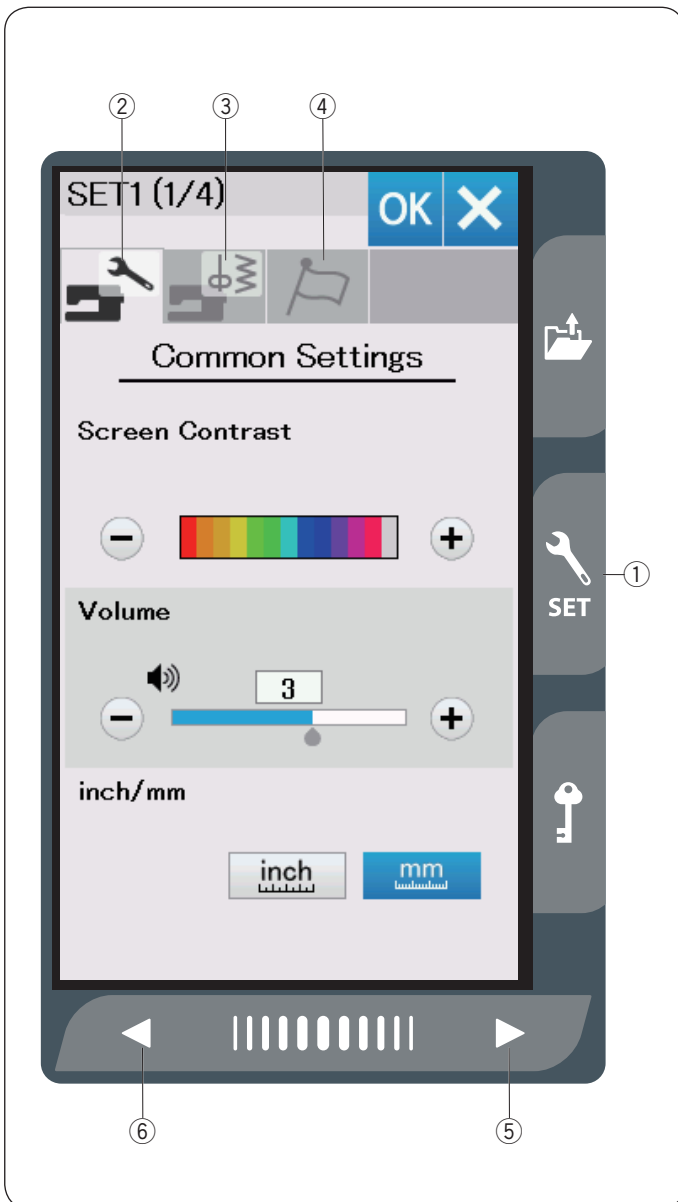 ② ③ ④
SET1 (1/4) OK
Common Settings
Screen Contrast
①
SET
Volume
3
inch/mm
inch mm
⑥ ⑤